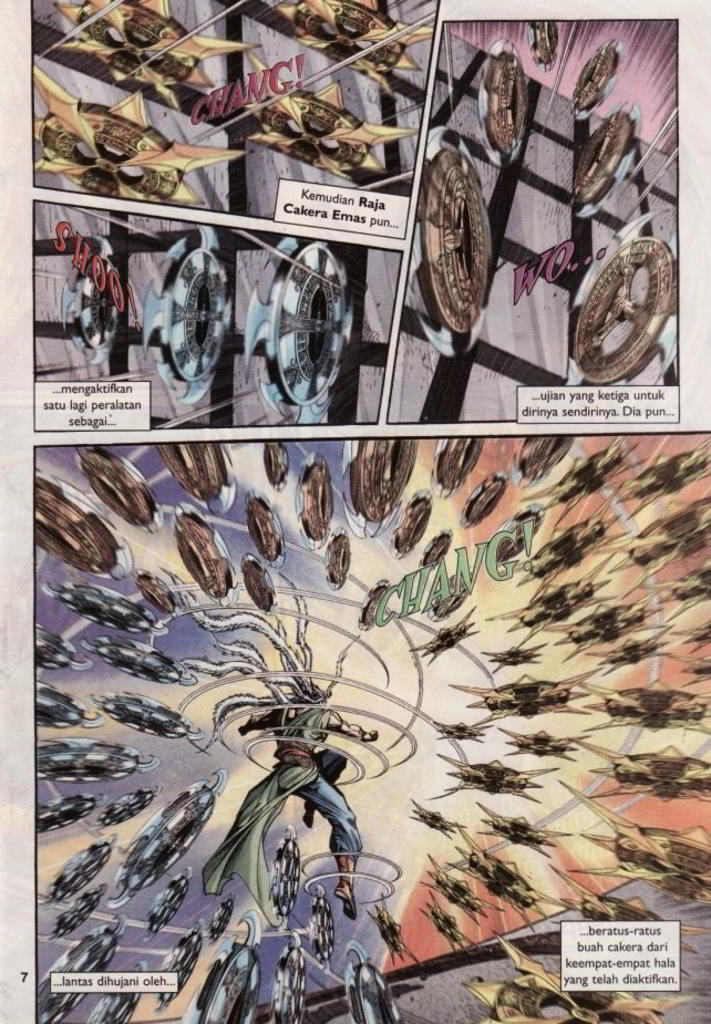 CHANG!
Kemudian Raja
Cakera Emas pun...
SHOO!
...mengaktifkan
satu lagi peralatan
sebagai...
WO...
...ujian yang ketiga untuk
dirinya sendirinya. Dia pun...
CHANG!
...lantas dihujani oleh...
...beratus-ratus
buah cakera dari
keempat-empat hala
yang telah diaktifkan.
7